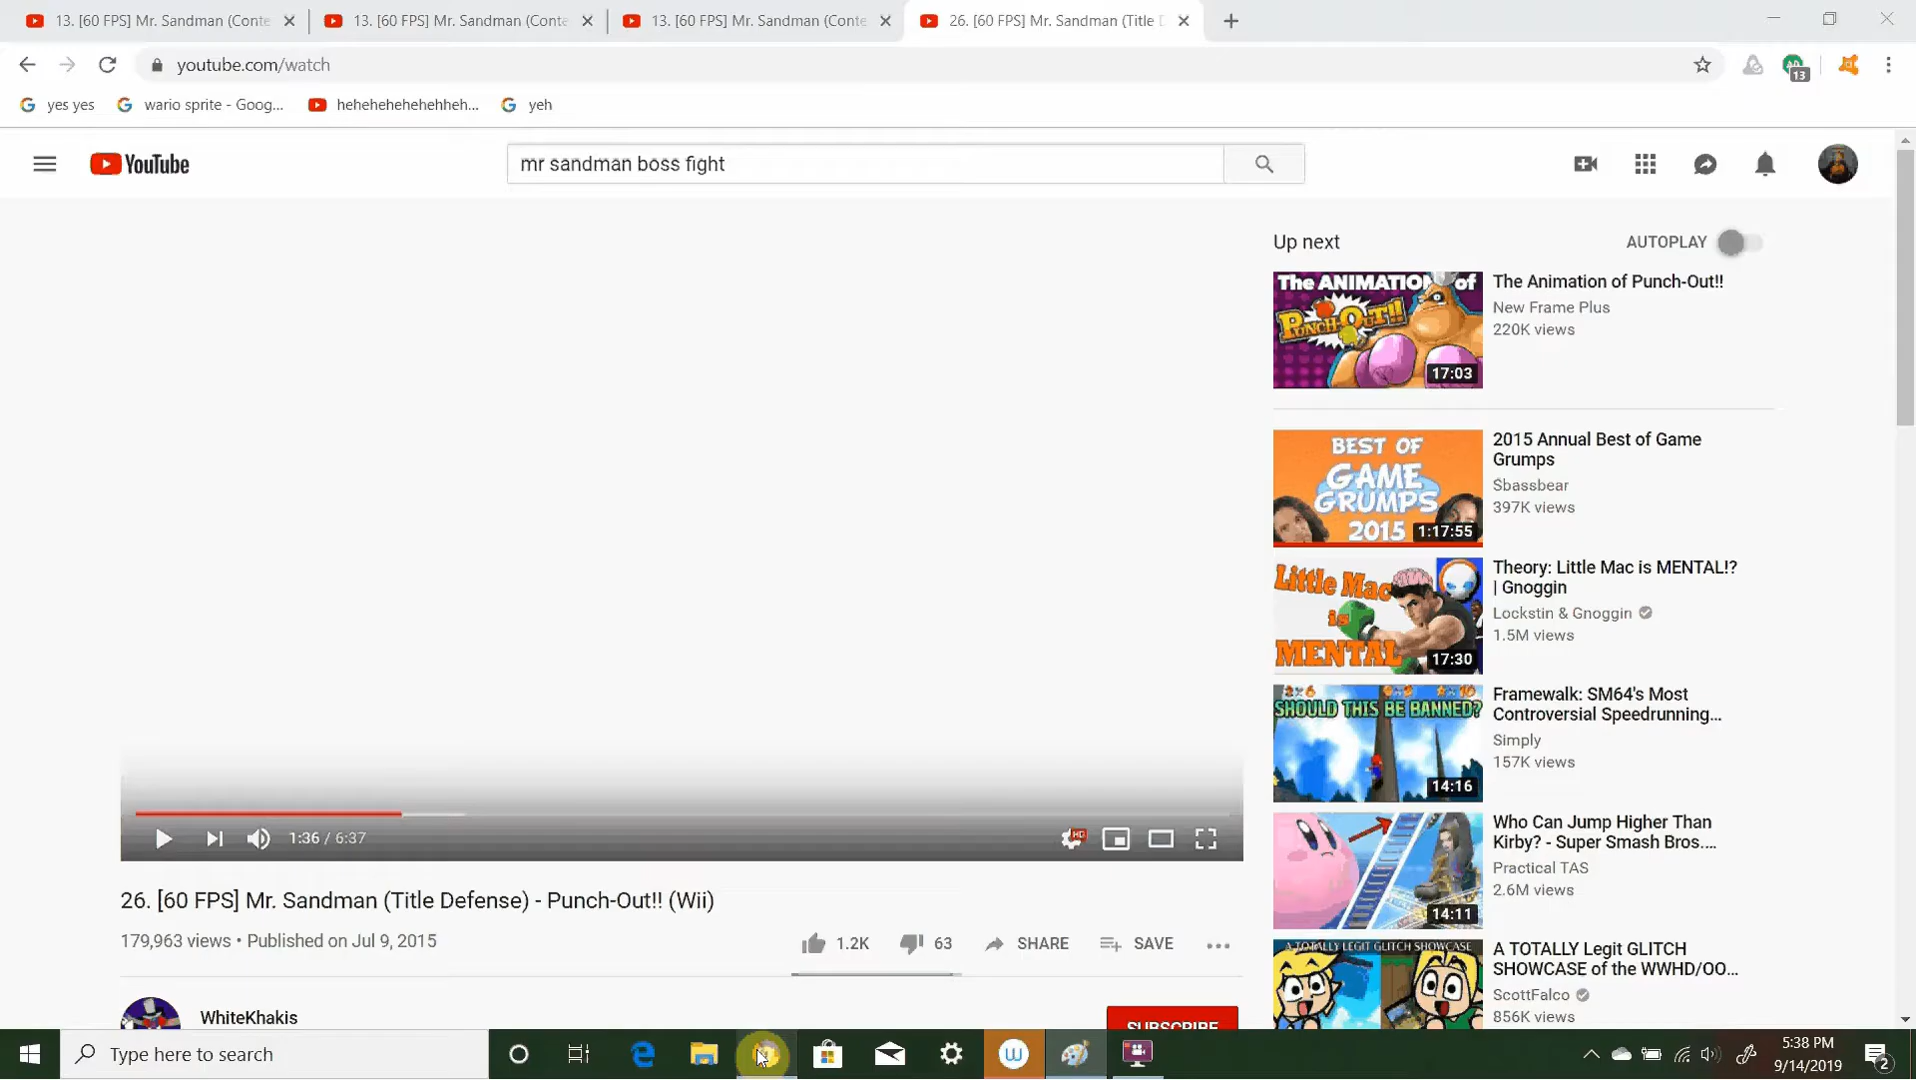 13. [60 FPS] Mr. Sandman (Conte
13. [60 FPS] Mr. Sandman (Conte
13. [60 FPS] Mr. Sandman (Conte
26. [60 FPS] Mr. Sandman (Title D
youtube.com/watch
13
yes yes
wario sprite - Goog...
hehehehehehehheh...
yeh
YouTube
mr sandman boss fight
Up next
AUTOPLAY
The ANIMATION of
PUNCH-OUT!!
17:03
The Animation of Punch-Out!!
New Frame Plus
220K views
BEST OF
GAME
GRUMPS
2015
1:17:55
2015 Annual Best of Game
Grumps
Sbassbear
397K views
Little Mac
is
MENTAL
17:30
Theory: Little Mac is MENTAL!?
| Gnoggin
Lockstin & Gnoggin
1.5M views
SHOULD THIS BE BANNED?
14:16
Framewalk: SM64's Most
Controversial Speedrunning...
Simply
157K views
14:11
Who Can Jump Higher Than
Kirby? - Super Smash Bros....
Practical TAS
2.6M views
A TOTALLY LEGIT GLITCH SHOWCASE
A TOTALLY Legit GLITCH
SHOWCASE of the WWHD/OO...
ScottFalco
856K views
1:36 / 6:37
HD
26. [60 FPS] Mr. Sandman (Title Defense) - Punch-Out!! (Wii)
179,963 views • Published on Jul 9, 2015
1.2K
63
SHARE
SAVE
WhiteKhakis
SUBSCRIBE
Type here to search
5:38 PM
9/14/2019
2